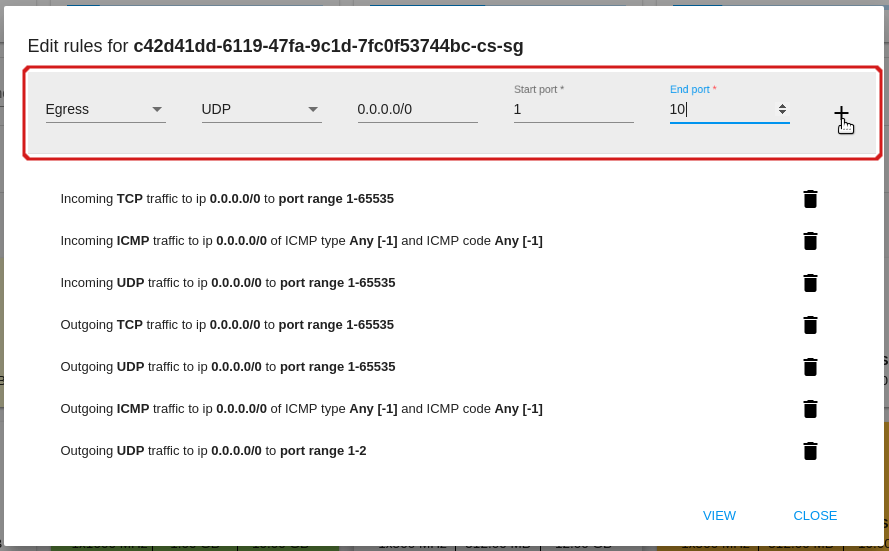 Edit rules for c42d41dd-6119-47fa-9c1d-7fc0f53744bc-cs-sg
Start port * End port *
Egress UDP 0.0.0.0/0 1 10
Incoming TCP traffic to ip 0.0.0.0/0 to port range 1-65535
Incoming ICMP traffic to ip 0.0.0.0/0 of ICMP type Any [-1] and ICMP code Any [-1]
Incoming UDP traffic to ip 0.0.0.0/0 to port range 1-65535
Outgoing TCP traffic to ip 0.0.0.0/0 to port range 1-65535
Outgoing UDP traffic to ip 0.0.0.0/0 to port range 1-65535
Outgoing ICMP traffic to ip 0.0.0.0/0 of ICMP type Any [-1] and ICMP code Any [-1]
Outgoing UDP traffic to ip 0.0.0.0/0 to port range 1-2
VIEW CLOSE